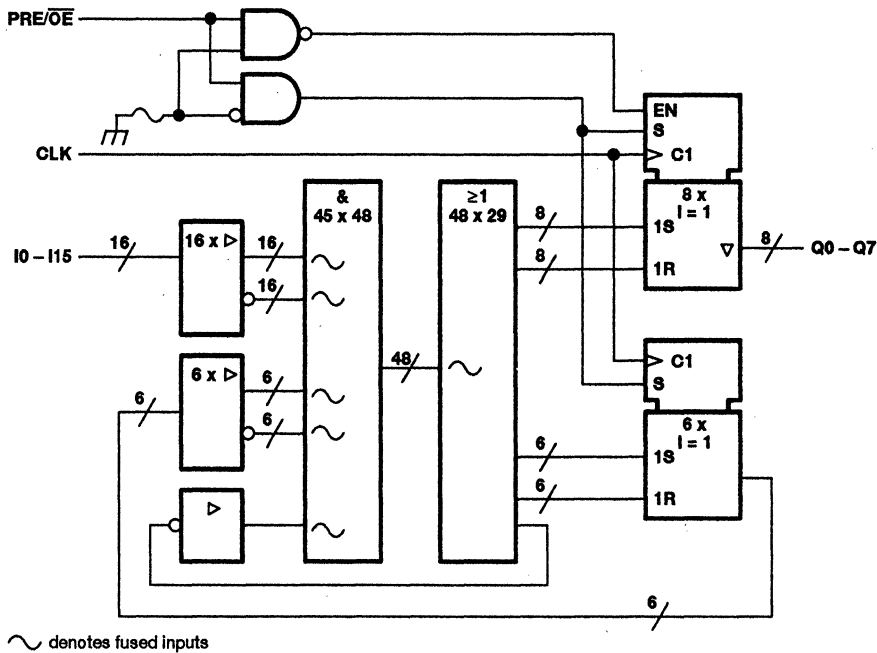 PRE/OE
EN
S
CLK
C1
&
45 x 48
≥1
48 x 29
8 x
I = 1
8
1S
16
16 x ▷
16
I0 – I15
8
Q0 – Q7
8
1R
16
48
C1
6 x ▷
6
S
6
6
6 x
I = 1
6
1S
6
1R
▷
▽
6
denotes fused inputs